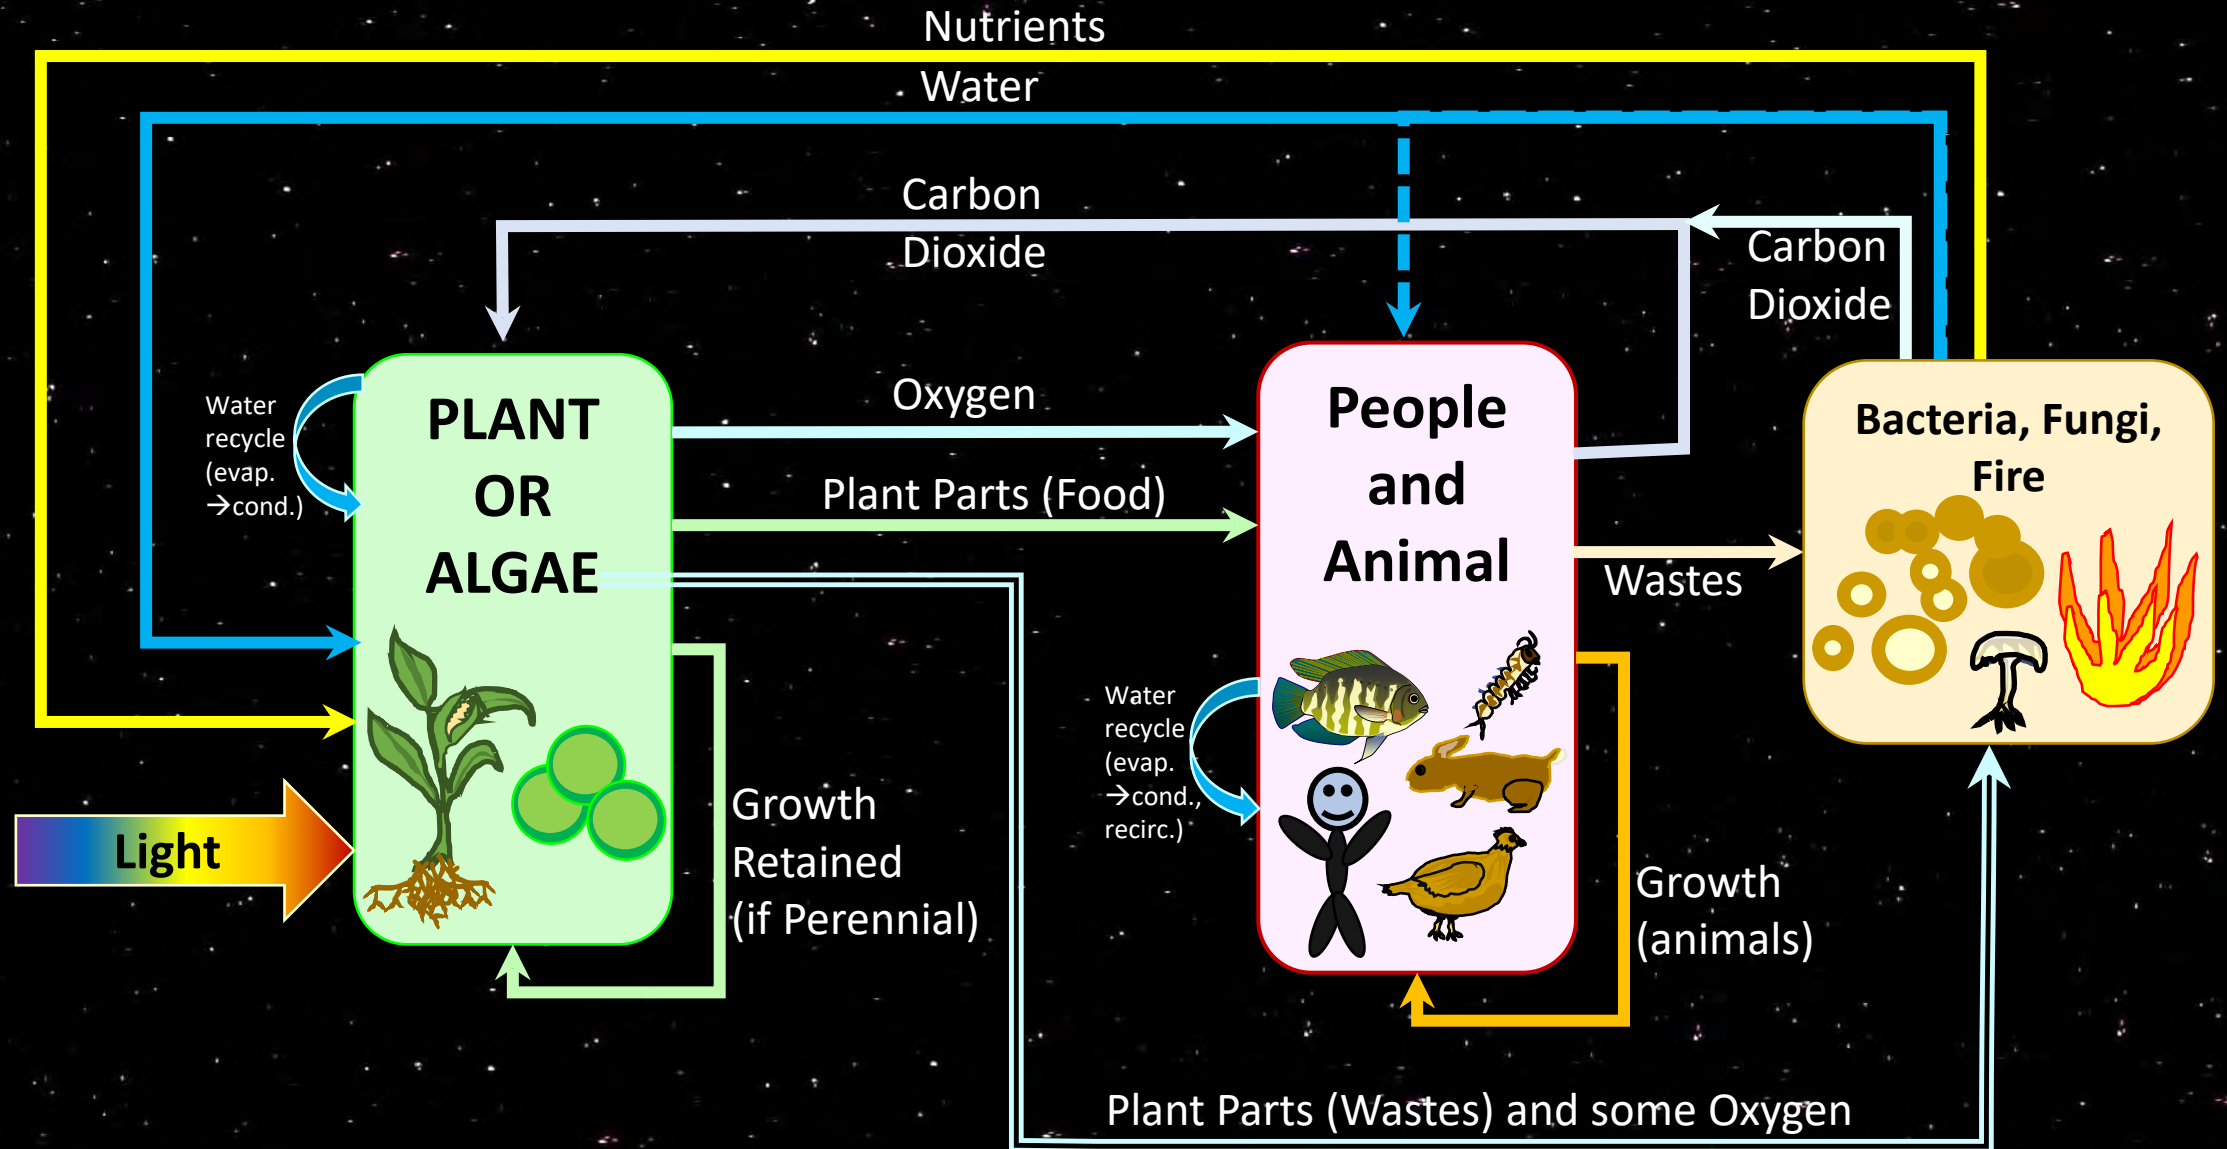 Nutrients
Water
Carbon
Dioxide
Carbon
Dioxide
Water
recycle
(evap.
→cond.)
PLANT
OR
ALGAE
Oxygen
Plant Parts (Food)
People
and
Animal
Bacteria, Fungi,
Fire
Wastes
Water
recycle
(evap.
→cond.,
recirc.)
Light
Growth
Retained
(if Perennial)
Growth
(animals)
Plant Parts (Wastes) and some Oxygen